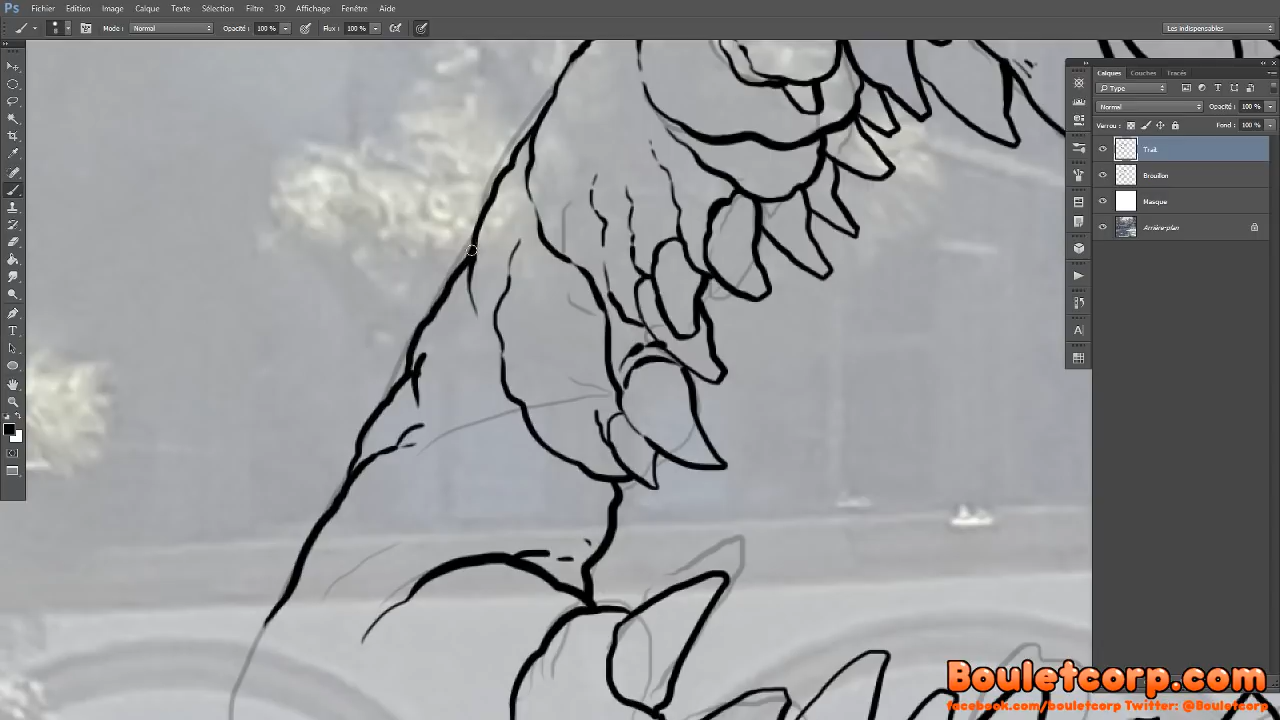 Ps Fichier Edition Image Calque Texte Sélection Filtre 3D Affichage Fenêtre Aide
Mode : Normal Opacité : 100 % Flux : 100 % Les indispensables
Calques Couches Tracés
Type
Normal Opacité : 100 %
Verrou : Fond : 100 %
Trait
Brouillon
Masque
Arrière-plan
Bouletcorp.com
facebook.com/bouletcorp Twitter: @Bouletcorp